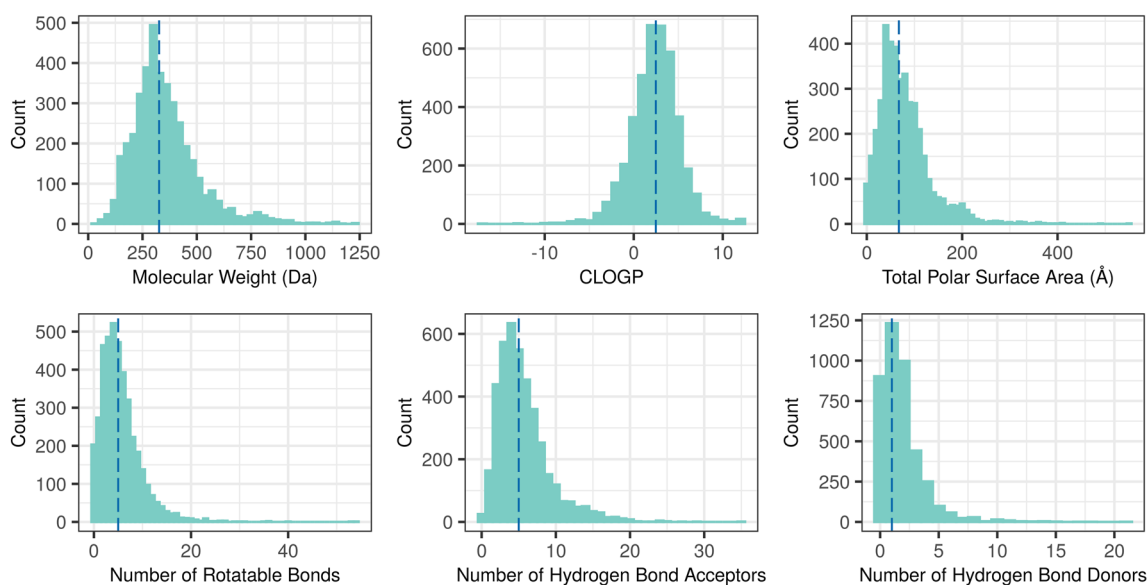 500
400
300
200
100
0
Count
0 250 500 750 1000 1250
Molecular Weight (Da)
600
400
200
0
Count
-10 0 10
CLOGP
400
300
200
100
0
Count
0 200 400
Total Polar Surface Area (Å)
500
400
300
200
100
0
Count
0 20 40
Number of Rotatable Bonds
600
400
200
0
Count
0 10 20 30
Number of Hydrogen Bond Acceptors
1250
1000
750
500
250
0
Count
0 5 10 15 20
Number of Hydrogen Bond Donors